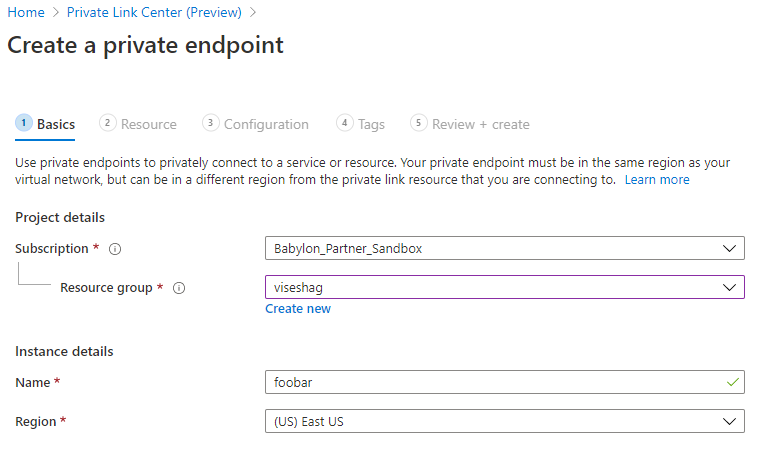 Home > Private Link Center (Preview) >
Create a private endpoint
1 Basics 2 Resource 3 Configuration 4 Tags 5 Review + create
Use private endpoints to privately connect to a service or resource. Your private endpoint must be in the same region as your
virtual network, but can be in a different region from the private link resource that you are connecting to. Learn more
Project details
Subscription * Babylon_Partner_Sandbox
Resource group * viseshag
Create new
Instance details
Name * foobar
Region * (US) East US